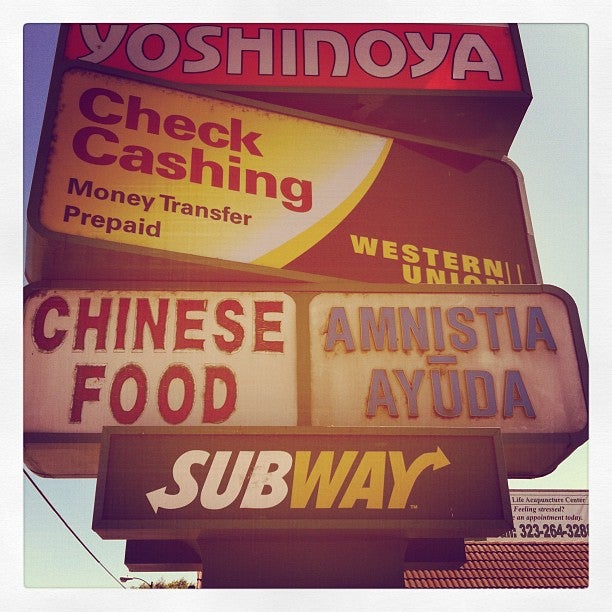 YOSHINOYA
Check
Cashing
Money Transfer
Prepaid
WESTERN
UNION
CHINESE
FOOD
AMNISTIA
AYUDA
SUBWAY
Life Acupuncture Center
Feeling stressed?
an appointment today.
323-264-328